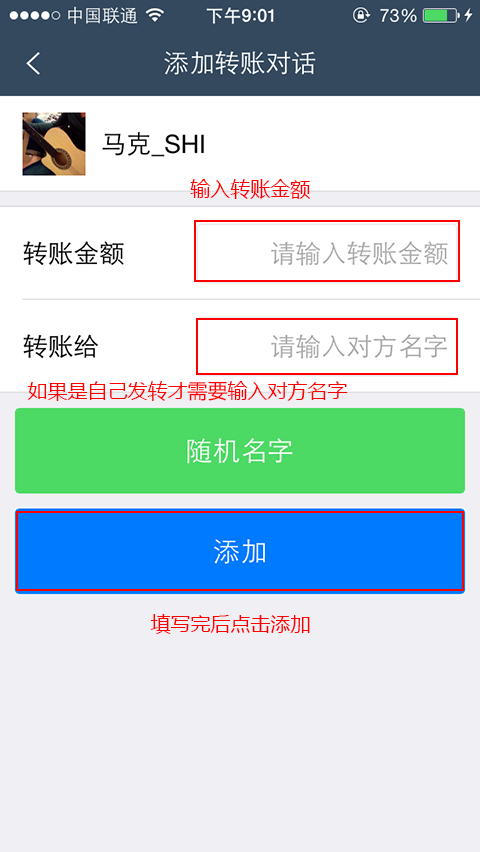 中国联通 下午9:01 73%
添加转账对话
马克_SHI
输入转账金额
转账金额 请输入转账金额
转账给 请输入对方名字
如果是自己发转才需要输入对方名字
随机名字
添加
填写完后点击添加